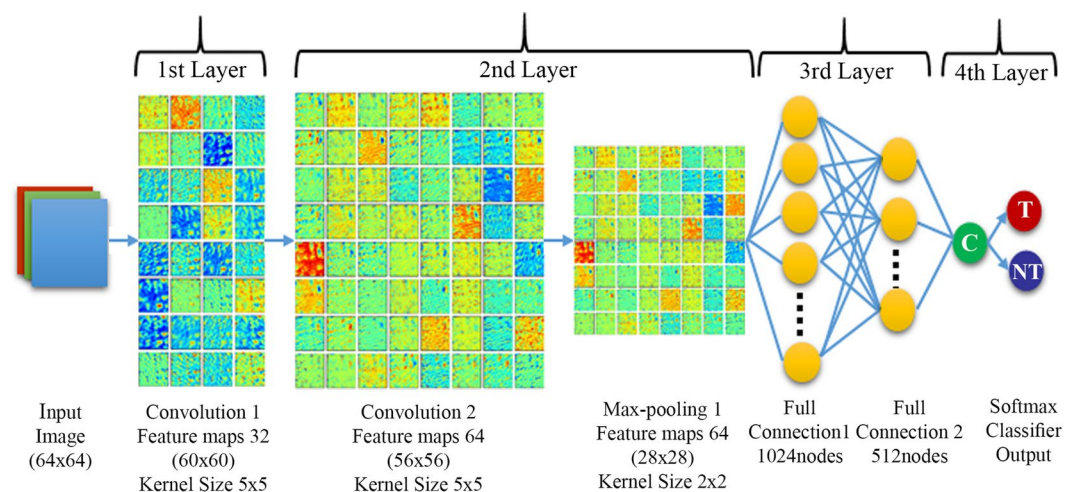 1st Layer
2nd Layer
3rd Layer
4th Layer
T
C
NT
Input
Image
(64x64)
Convolution 1
Feature maps 32
(60x60)
Kernel Size 5x5
Convolution 2
Feature maps 64
(56x56)
Kernel Size 5x5
Max-pooling 1
Feature maps 64
(28x28)
Kernel Size 2x2
Full
Connection1
1024nodes
Full
Connection 2
512nodes
Softmax
Classifier
Output